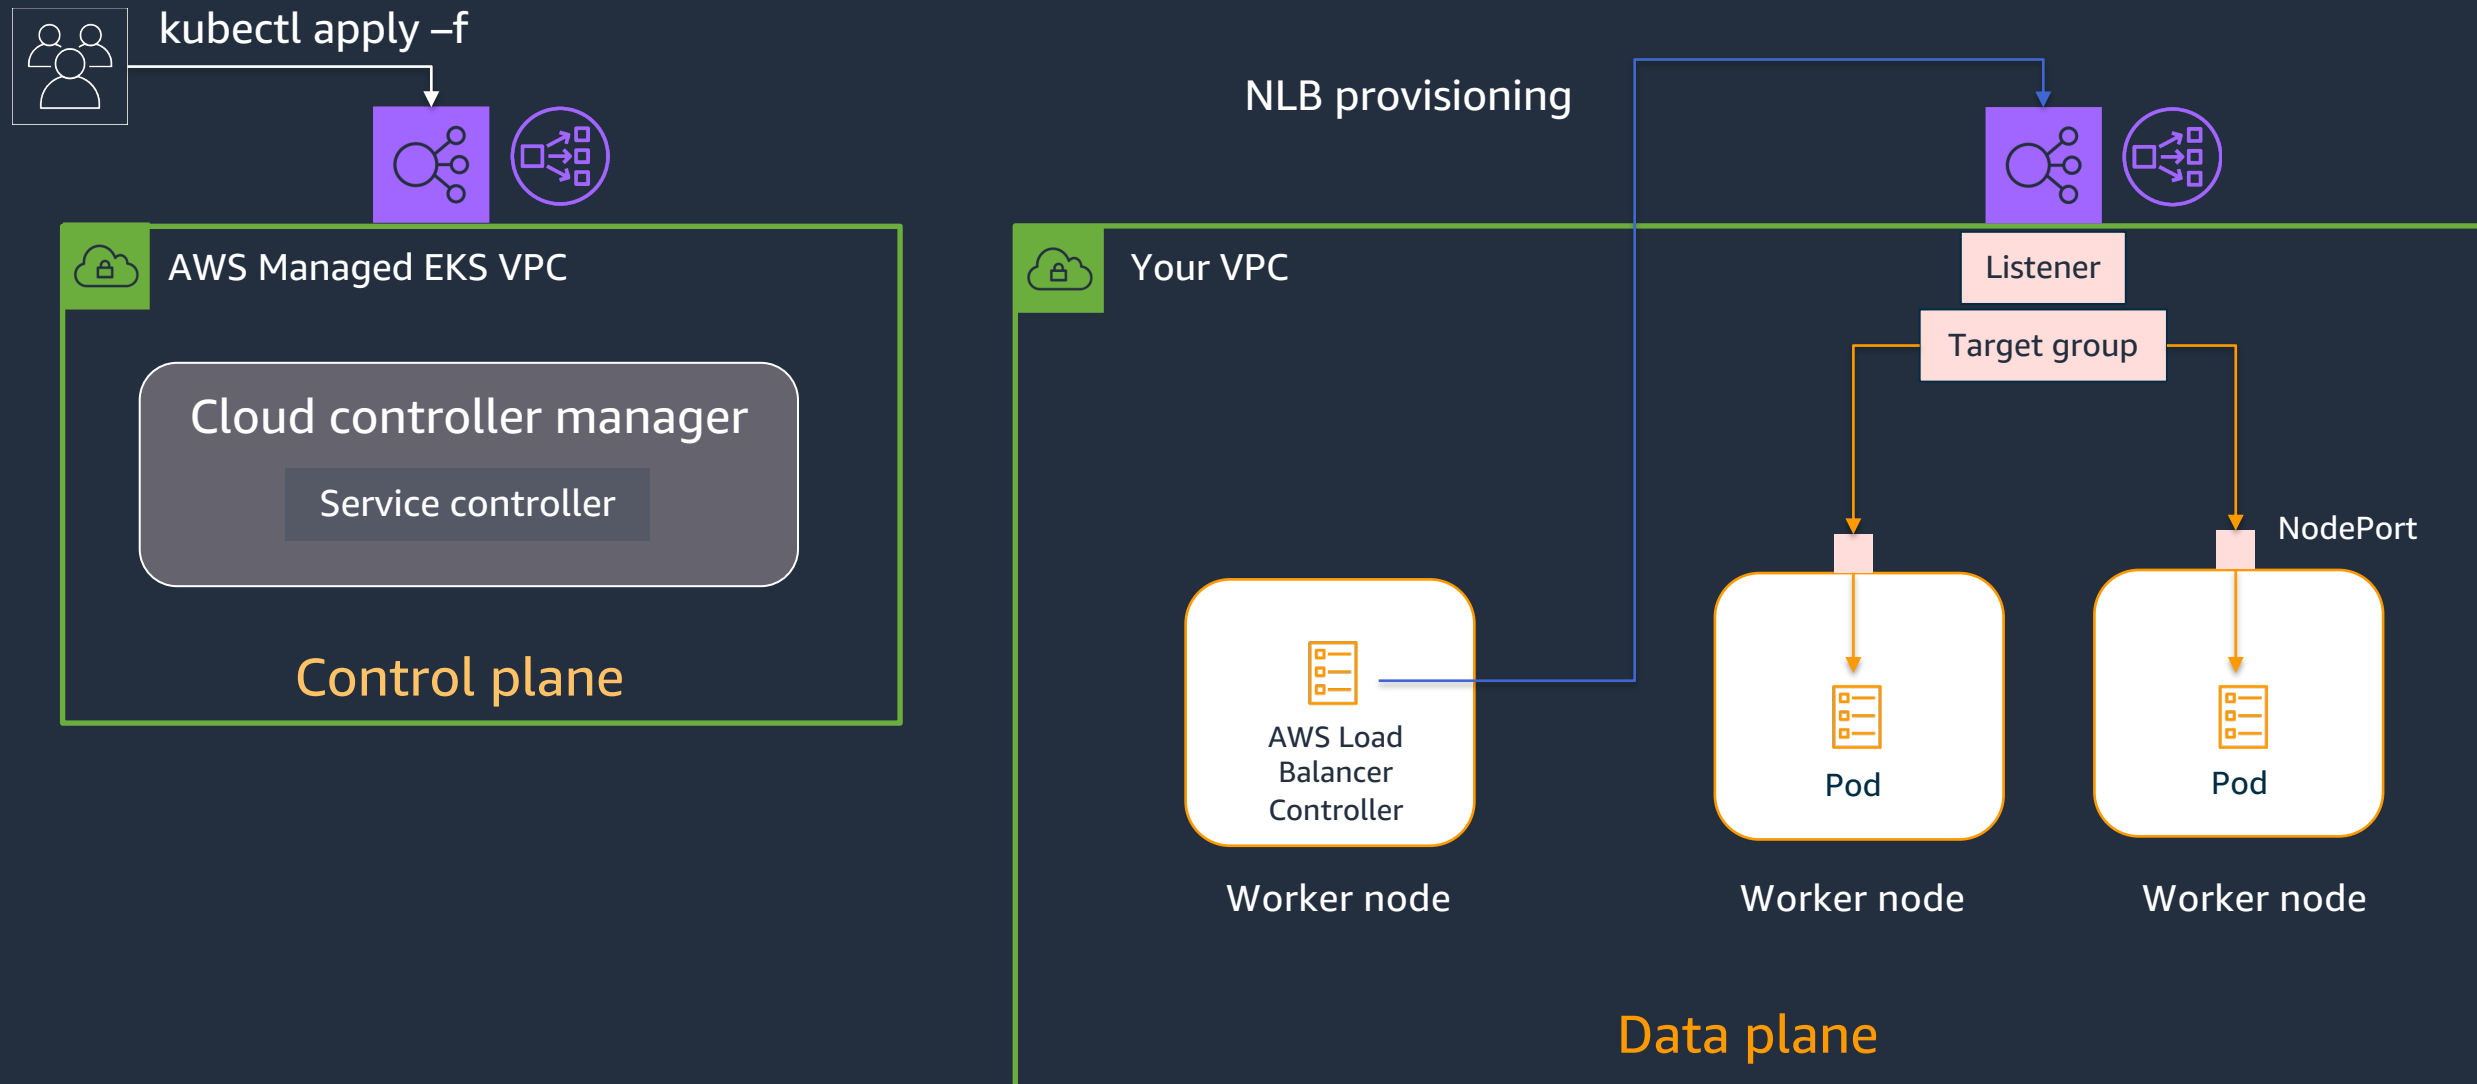 kubectl apply –f
NLB provisioning
AWS Managed EKS VPC
Cloud controller manager
Service controller
Control plane
Your VPC
Listener
Target group
NodePort
AWS Load
Balancer
Controller
Pod
Pod
Worker node
Worker node
Worker node
Data plane